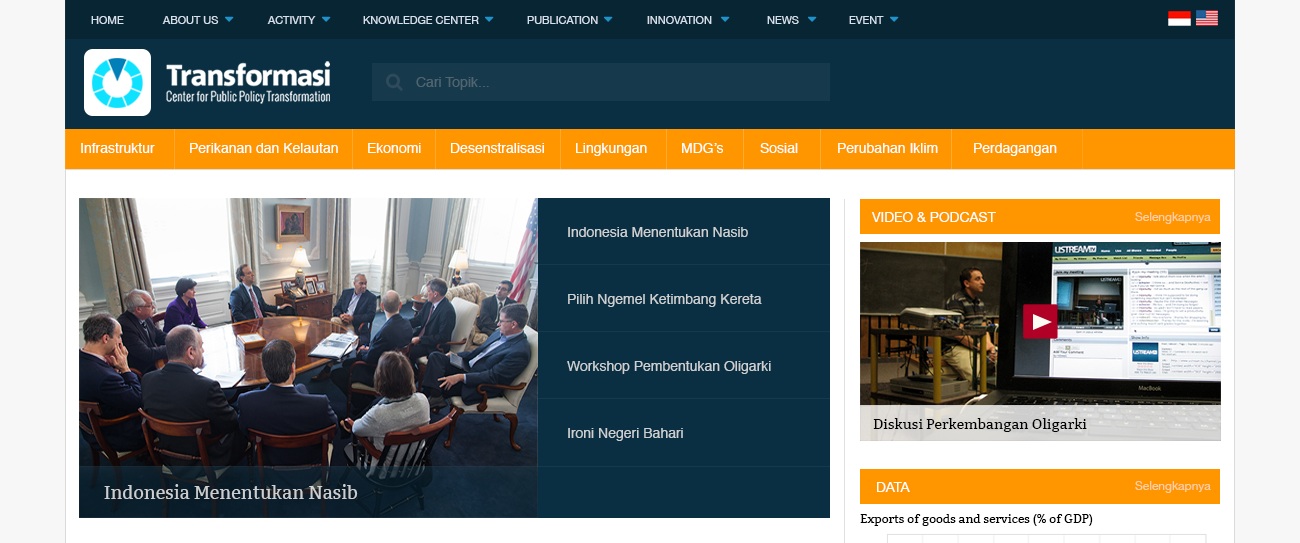 HOME
ABOUT US
ACTIVITY
KNOWLEDGE CENTER
PUBLICATION
INNOVATION
NEWS
EVENT
Transformasi
Center for Public Policy Transformation
Cari Topik...
Infrastruktur
Perikanan dan Kelautan
Ekonomi
Desenstralisasi
Lingkungan
MDG's
Sosial
Perubahan Iklim
Perdagangan
Indonesia Menentukan Nasib
Pilih Ngemel Ketimbang Kereta
Workshop Pembentukan Oligarki
Ironi Negeri Bahari
Indonesia Menentukan Nasib
VIDEO & PODCAST
Selengkapnya
USTREAM
MacBook
Diskusi Perkembangan Oligarki
DATA
Selengkapnya
Exports of goods and services (% of GDP)